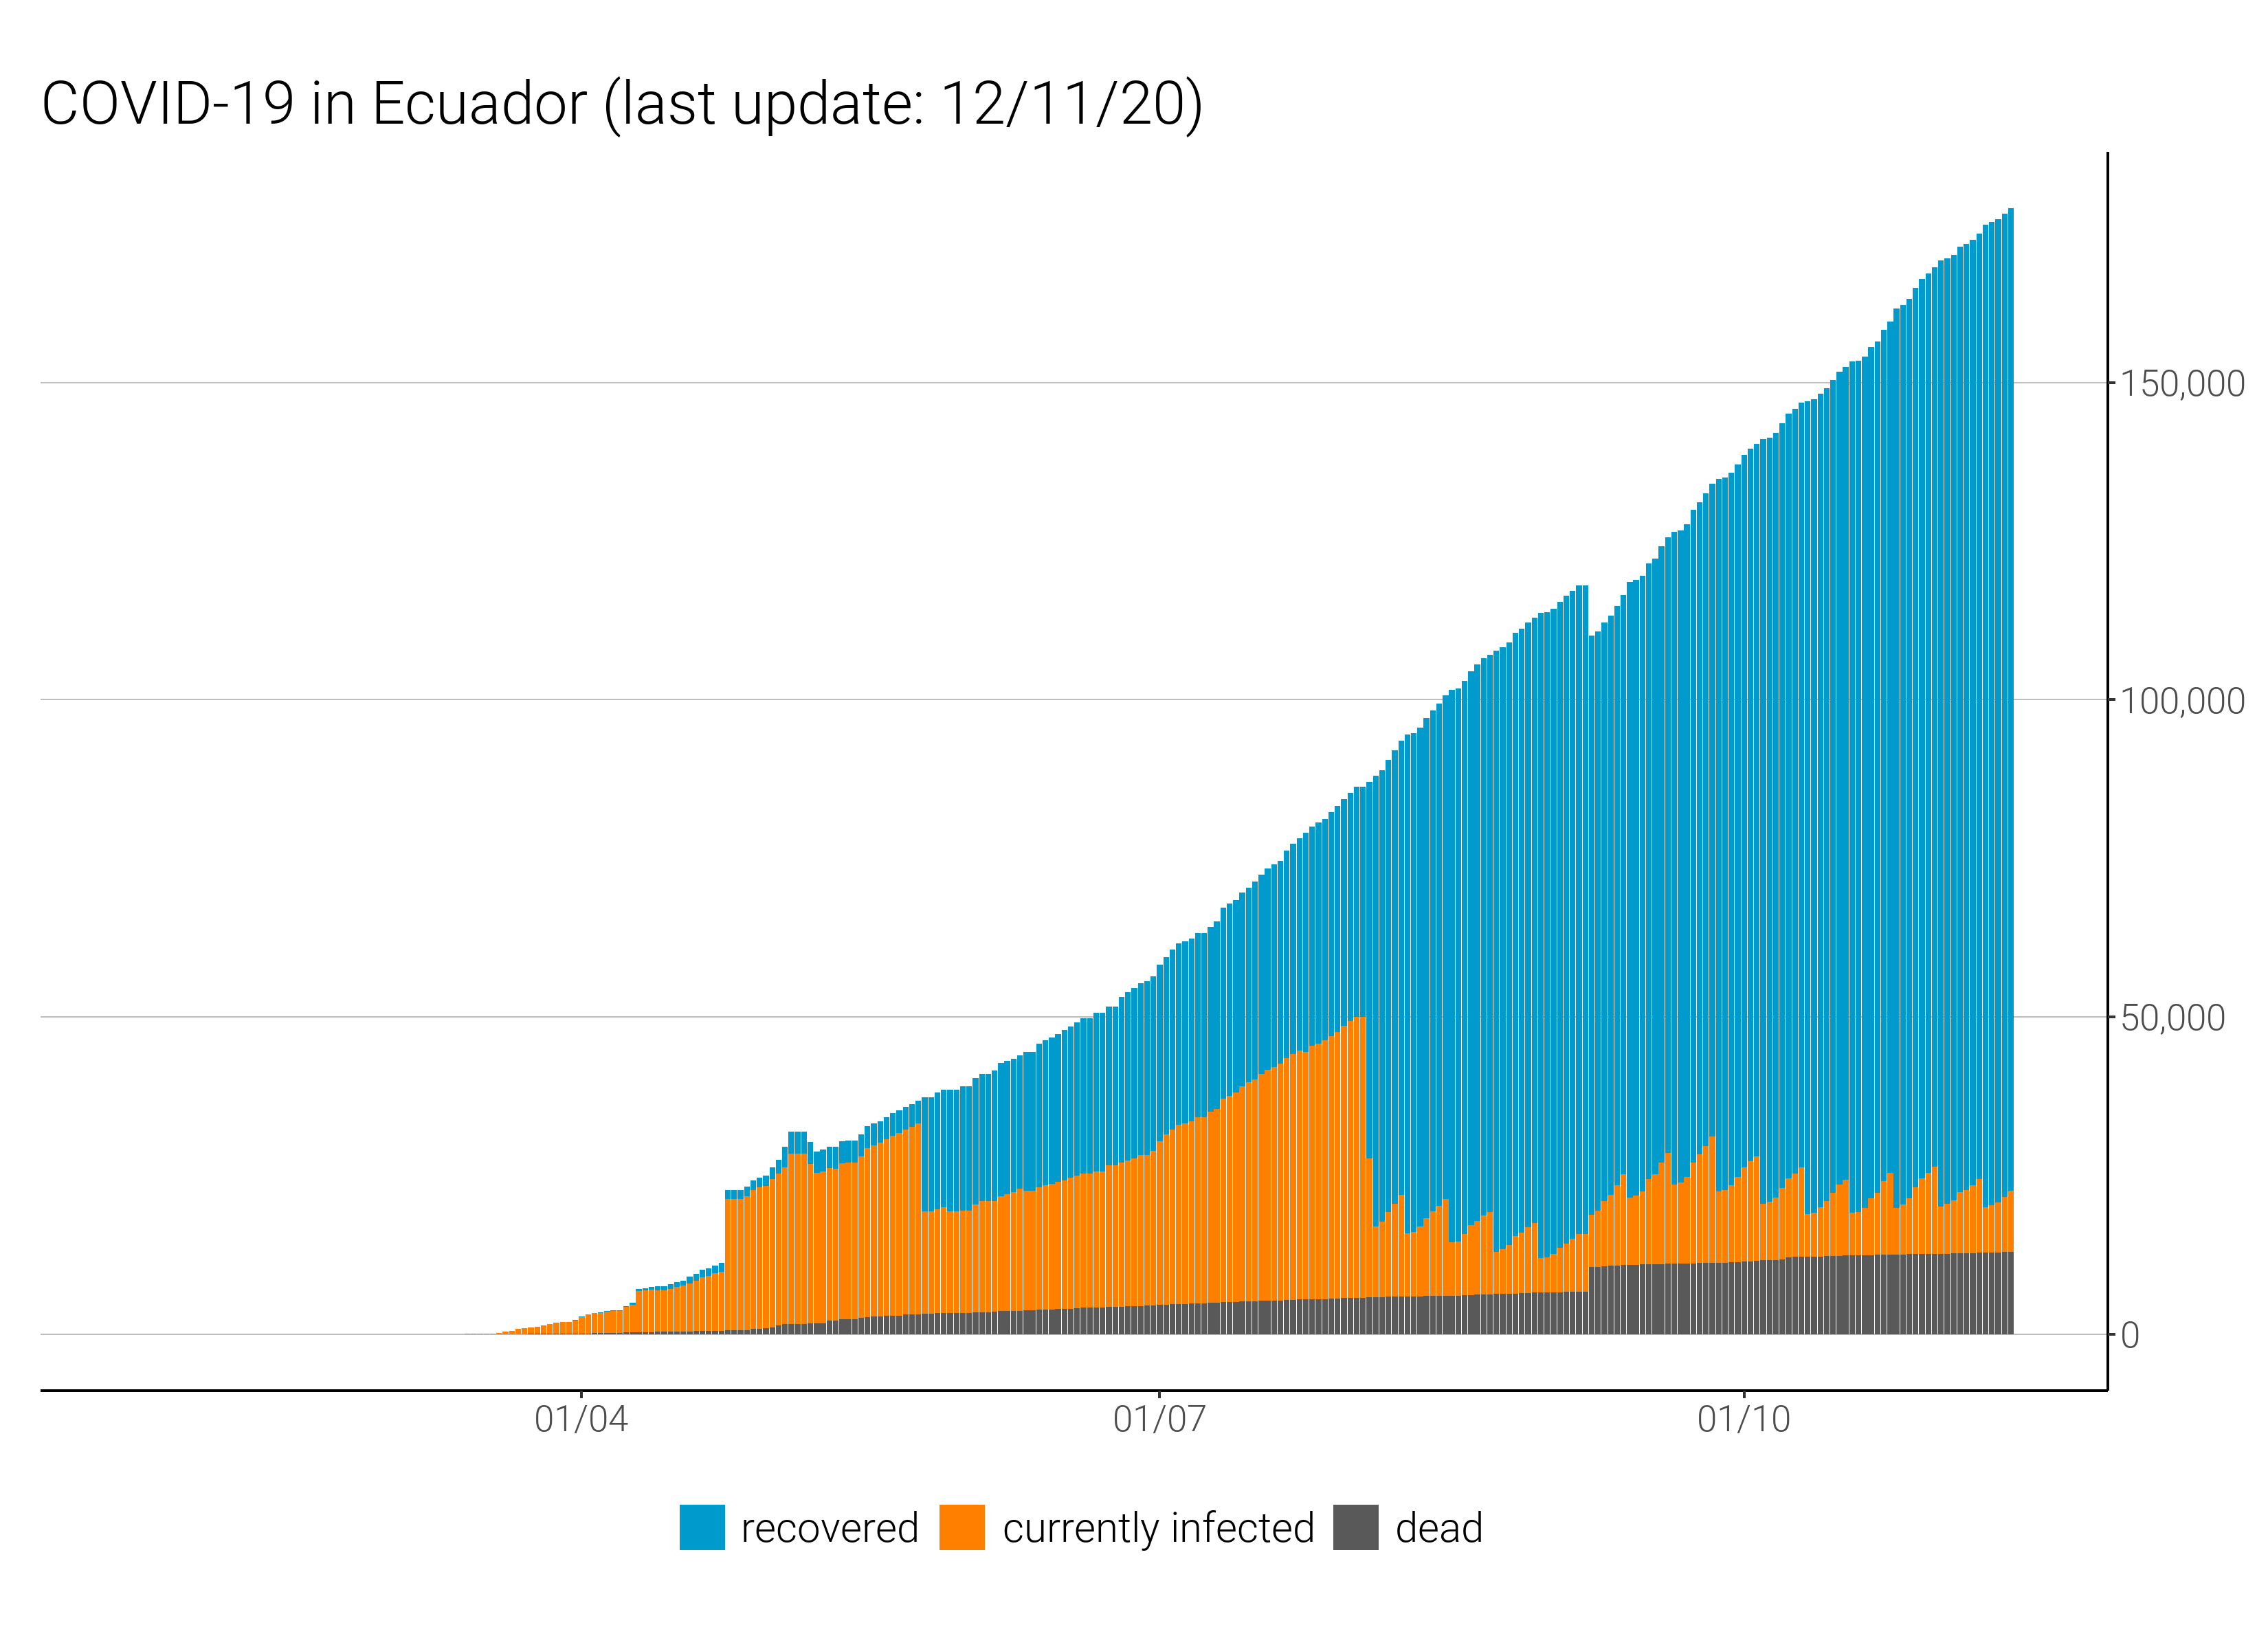 COVID-19 in Ecuador (last update: 12/11/20)
150,000
100,000
50,000
0
01/04 01/07 01/10
recovered currently infected dead